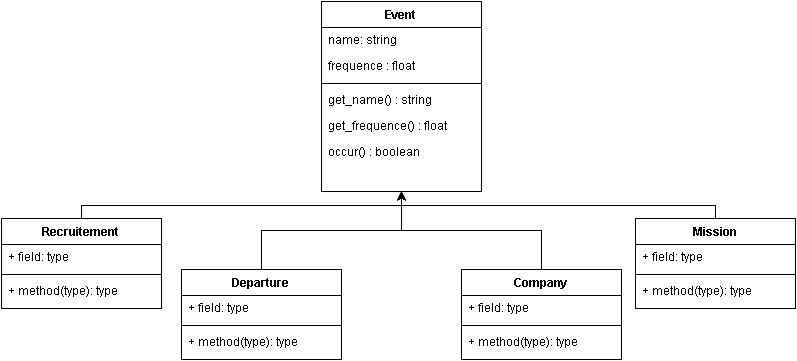 Event
name: string
frequence : float
get_name() : string
get_frequence() : float
occur() : boolean
Recruitement
+ field: type
+ method(type): type
Departure
+ field: type
+ method(type): type
Company
+ field: type
+ method(type): type
Mission
+ field: type
+ method(type): type